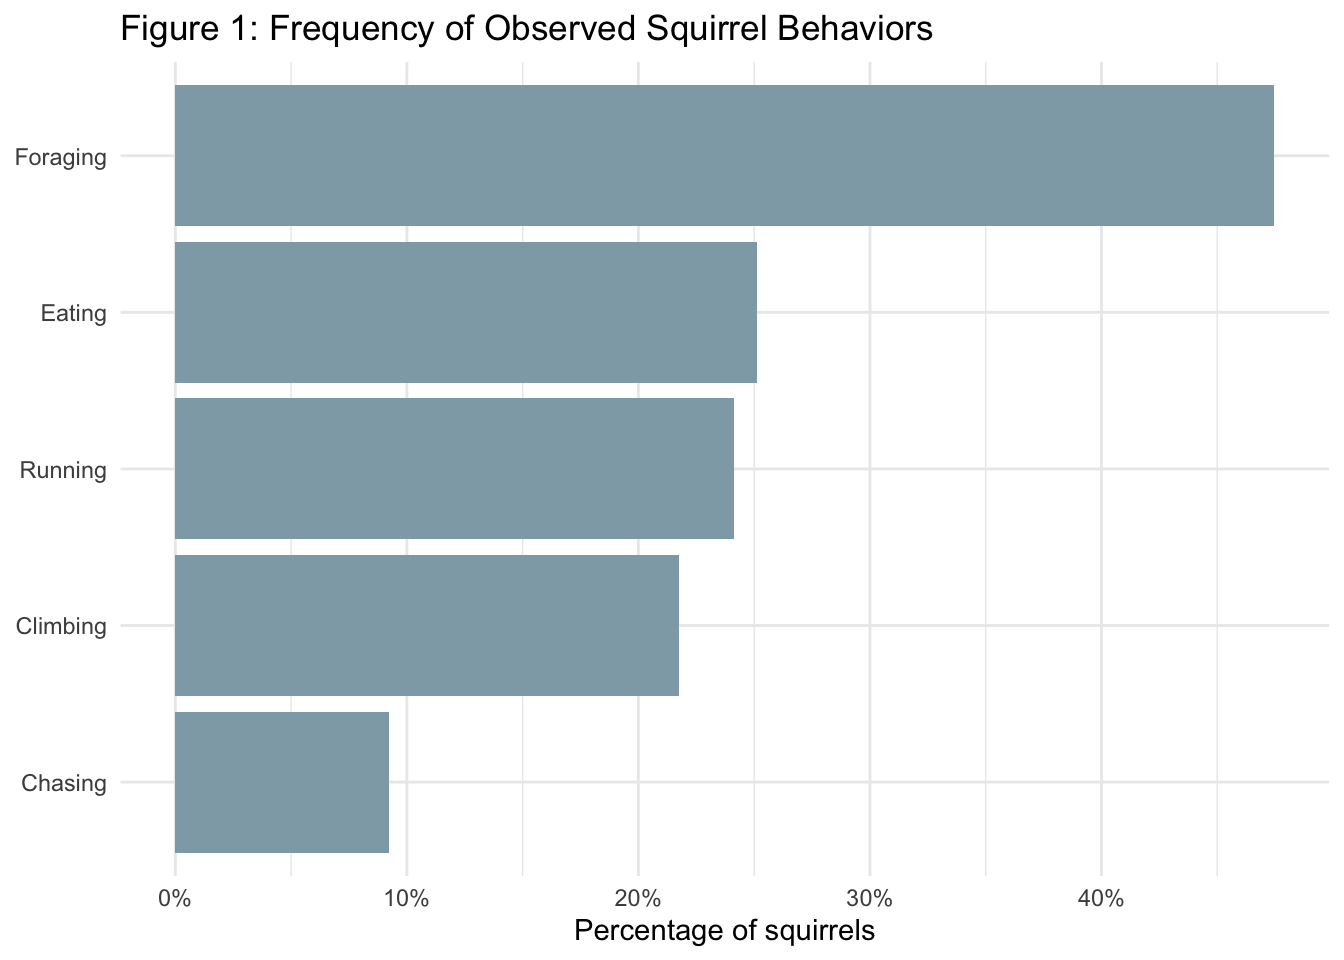 Figure 1: Frequency of Observed Squirrel Behaviors
Foraging
Eating
Running
Climbing
Chasing
0% 10% 20% 30% 40%
Percentage of squirrels